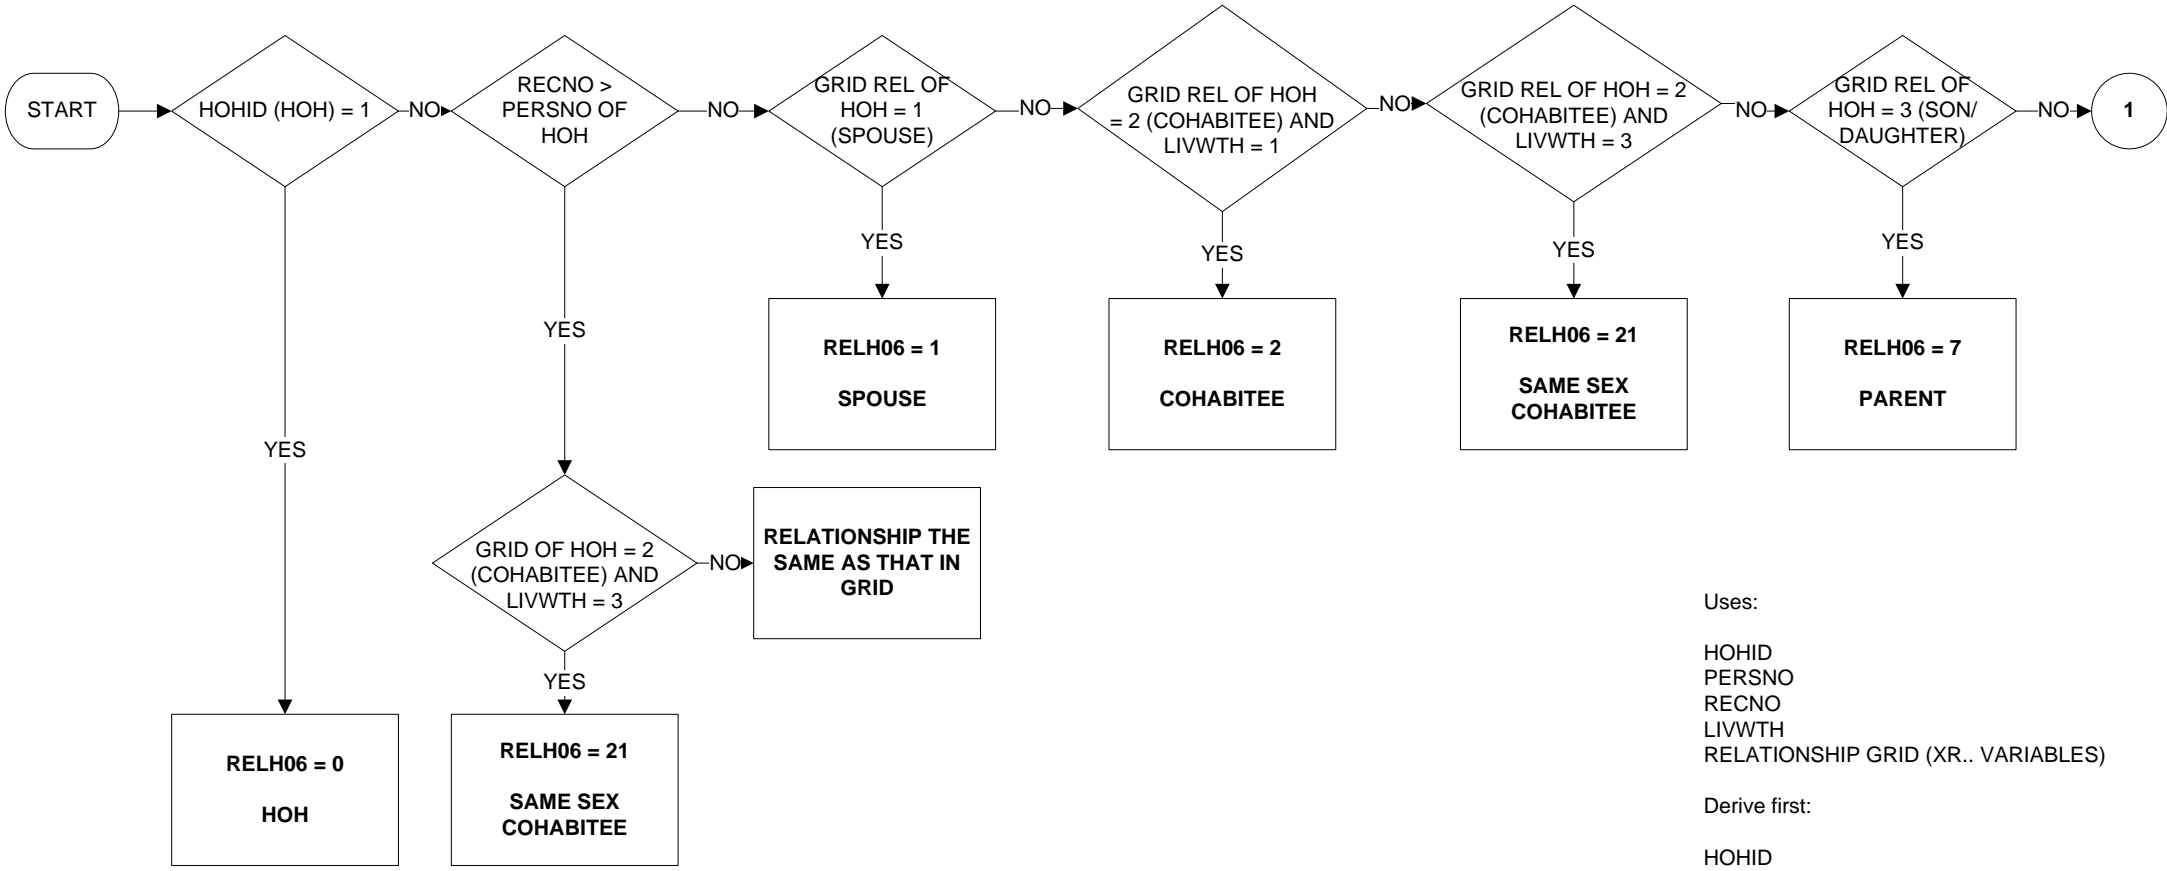 START
HOHID (HOH) = 1
NO
RECNO >
PERSNO OF
HOH
NO
GRID REL OF
HOH = 1
(SPOUSE)
NO
GRID REL OF HOH
= 2 (COHABITEE) AND
LIVWTH = 1
NO
GRID REL OF HOH = 2
(COHABITEE) AND
LIVWTH = 3
NO
GRID REL OF
HOH = 3 (SON/
DAUGHTER)
NO
1
YES
YES
YES
YES
YES
YES
RELH06 = 1
SPOUSE
RELH06 = 2
COHABITEE
RELH06 = 21
SAME SEX
COHABITEE
RELH06 = 7
PARENT
GRID OF HOH = 2
(COHABITEE) AND
LIVWTH = 3
NO
RELATIONSHIP THE
SAME AS THAT IN
GRID
YES
RELH06 = 0
HOH
RELH06 = 21
SAME SEX
COHABITEE
Uses:
HOHID
PERSNO
RECNO
LIVWTH
RELATIONSHIP GRID (XR.. VARIABLES)
Derive first:
HOHID